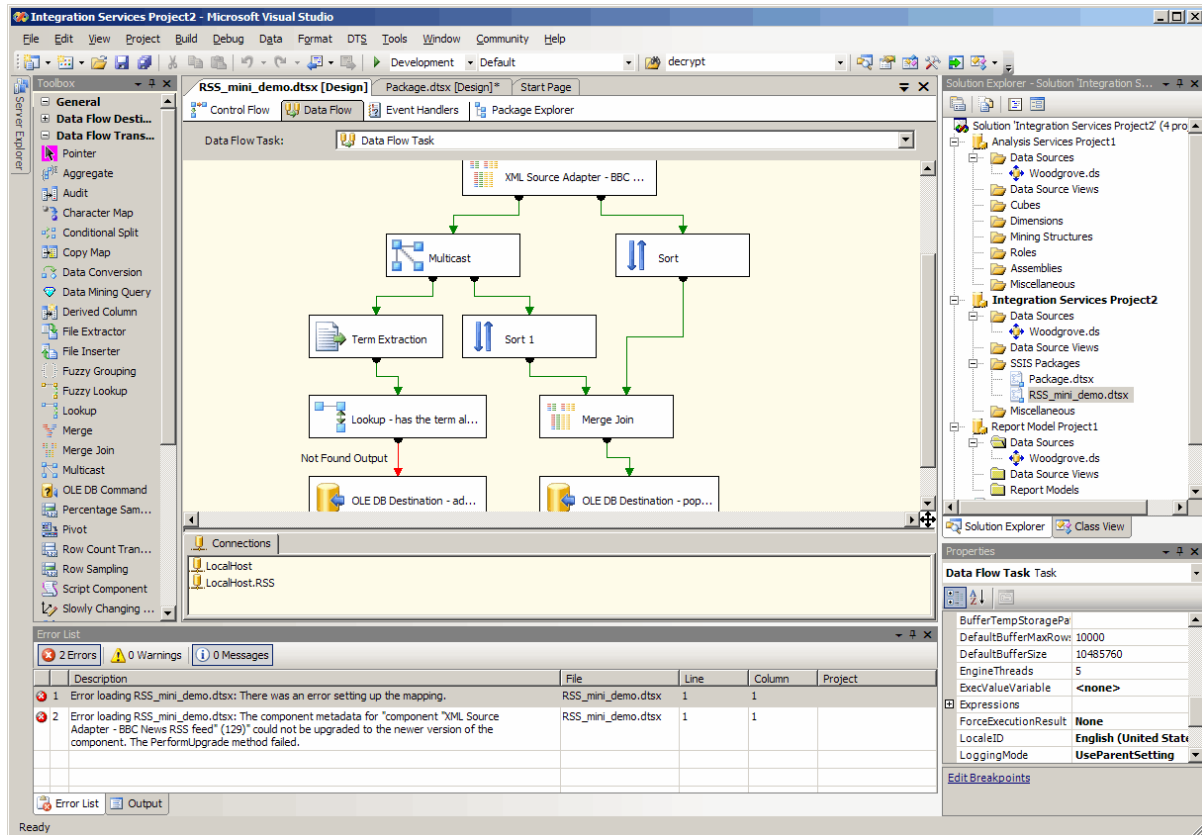 Integration Services Project2 - Microsoft Visual Studio
File Edit View Project Build Debug Data Format DTS Tools Window Community Help
Development Default decrypt
Server Explorer
Toolbox
General
Data Flow Desti...
Data Flow Trans...
Pointer
Aggregate
Audit
Character Map
Conditional Split
Copy Map
Data Conversion
Data Mining Query
Derived Column
File Extractor
File Inserter
Fuzzy Grouping
Fuzzy Lookup
Lookup
Merge
Merge Join
Multicast
OLE DB Command
Percentage Sam...
Pivot
Row Count Tran...
Row Sampling
Script Component
Slowly Changing ...
RSS_mini_demo.dtsx [Design] Package.dtsx [Design]* Start Page
Control Flow Data Flow Event Handlers Package Explorer
Data Flow Task: Data Flow Task
XML Source Adapter - BBC ...
Multicast
Sort
Term Extraction
Sort 1
Lookup - has the term al...
Merge Join
Not Found Output
OLE DB Destination - ad...
OLE DB Destination - pop...
Connections
LocalHost
LocalHost.RSS
Solution Explorer - Solution 'Integration S...
Solution 'Integration Services Project2' (4 pro
Analysis Services Project1
Data Sources
Woodgrove.ds
Data Source Views
Cubes
Dimensions
Mining Structures
Roles
Assemblies
Miscellaneous
Integration Services Project2
Data Sources
Woodgrove.ds
Data Source Views
SSIS Packages
Package.dtsx
RSS_mini_demo.dtsx
Miscellaneous
Report Model Project1
Data Sources
Woodgrove.ds
Data Source Views
Report Models
Solution Explorer Class View
Properties
Data Flow Task Task
BufferTempStoragePa
DefaultBufferMaxRow: 10000
DefaultBufferSize 10485760
EngineThreads 5
ExecValueVariable <none>
Expressions
ForceExecutionResult None
LocaleID English (United State
LoggingMode UseParentSetting
Edit Breakpoints
Error List
2 Errors 0 Warnings 0 Messages
Description File Line Column Project
1 Error loading RSS_mini_demo.dtsx: There was an error setting up the mapping. RSS_mini_demo.dtsx 1 1
2 Error loading RSS_mini_demo.dtsx: The component metadata for "component "XML Source RSS_mini_demo.dtsx 1 1
Adapter - BBC News RSS feed" (129)" could not be upgraded to the newer version of the
component. The PerformUpgrade method failed.
Error List Output
Ready